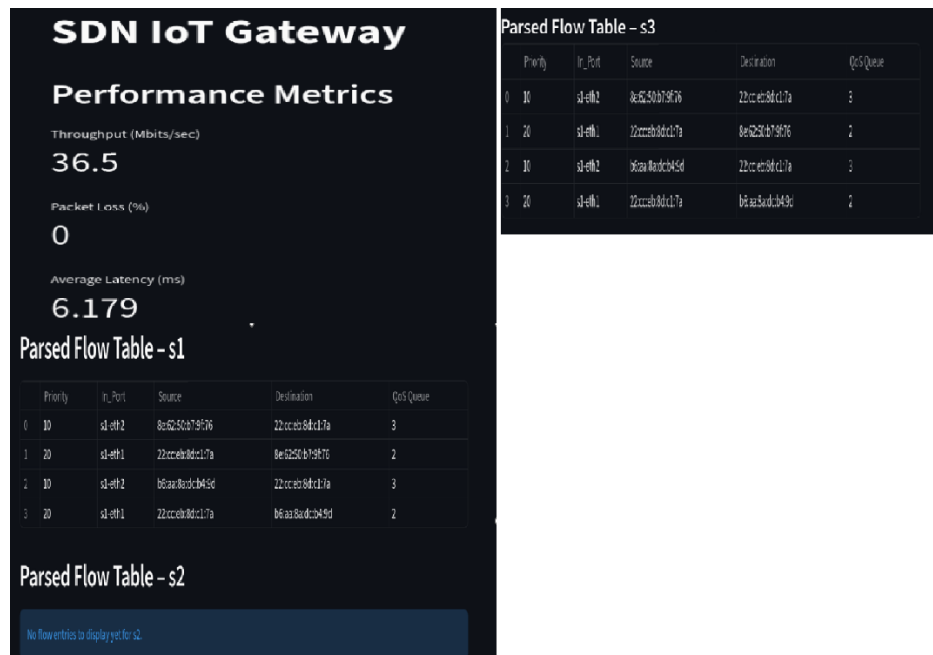 SDN IoT Gateway
Performance Metrics
Throughput (Mbits/sec)
36.5
Packet Loss (%)
0
Average Latency (ms)
6.179
Parsed Flow Table – s1
Priority In_Port Source Destination QoS Queue
0 10 s1-eth2 8e:62:50:b7:9f:76 22:cc:eb:8d:c1:7a 3
1 20 s1-eth1 22:cc:eb:8d:c1:7a 8e:62:50:b7:9f:76 2
2 10 s1-eth2 b6:aa:8a:dc:b4:9d 22:cc:eb:8d:c1:7a 3
3 20 s1-eth1 22:cc:eb:8d:c1:7a b6:aa:8a:dc:b4:9d 2
Parsed Flow Table – s2
No flow entries to display yet for s2.
Parsed Flow Table – s3
Priority In_Port Source Destination QoS Queue
0 10 s1-eth2 8e:62:50:b7:9f:76 22:cc:eb:8d:c1:7a 3
1 20 s1-eth1 22:cc:eb:8d:c1:7a 8e:62:50:b7:9f:76 2
2 10 s1-eth2 b6:aa:8a:dc:b4:9d 22:cc:eb:8d:c1:7a 3
3 20 s1-eth1 22:cc:eb:8d:c1:7a b6:aa:8a:dc:b4:9d 2